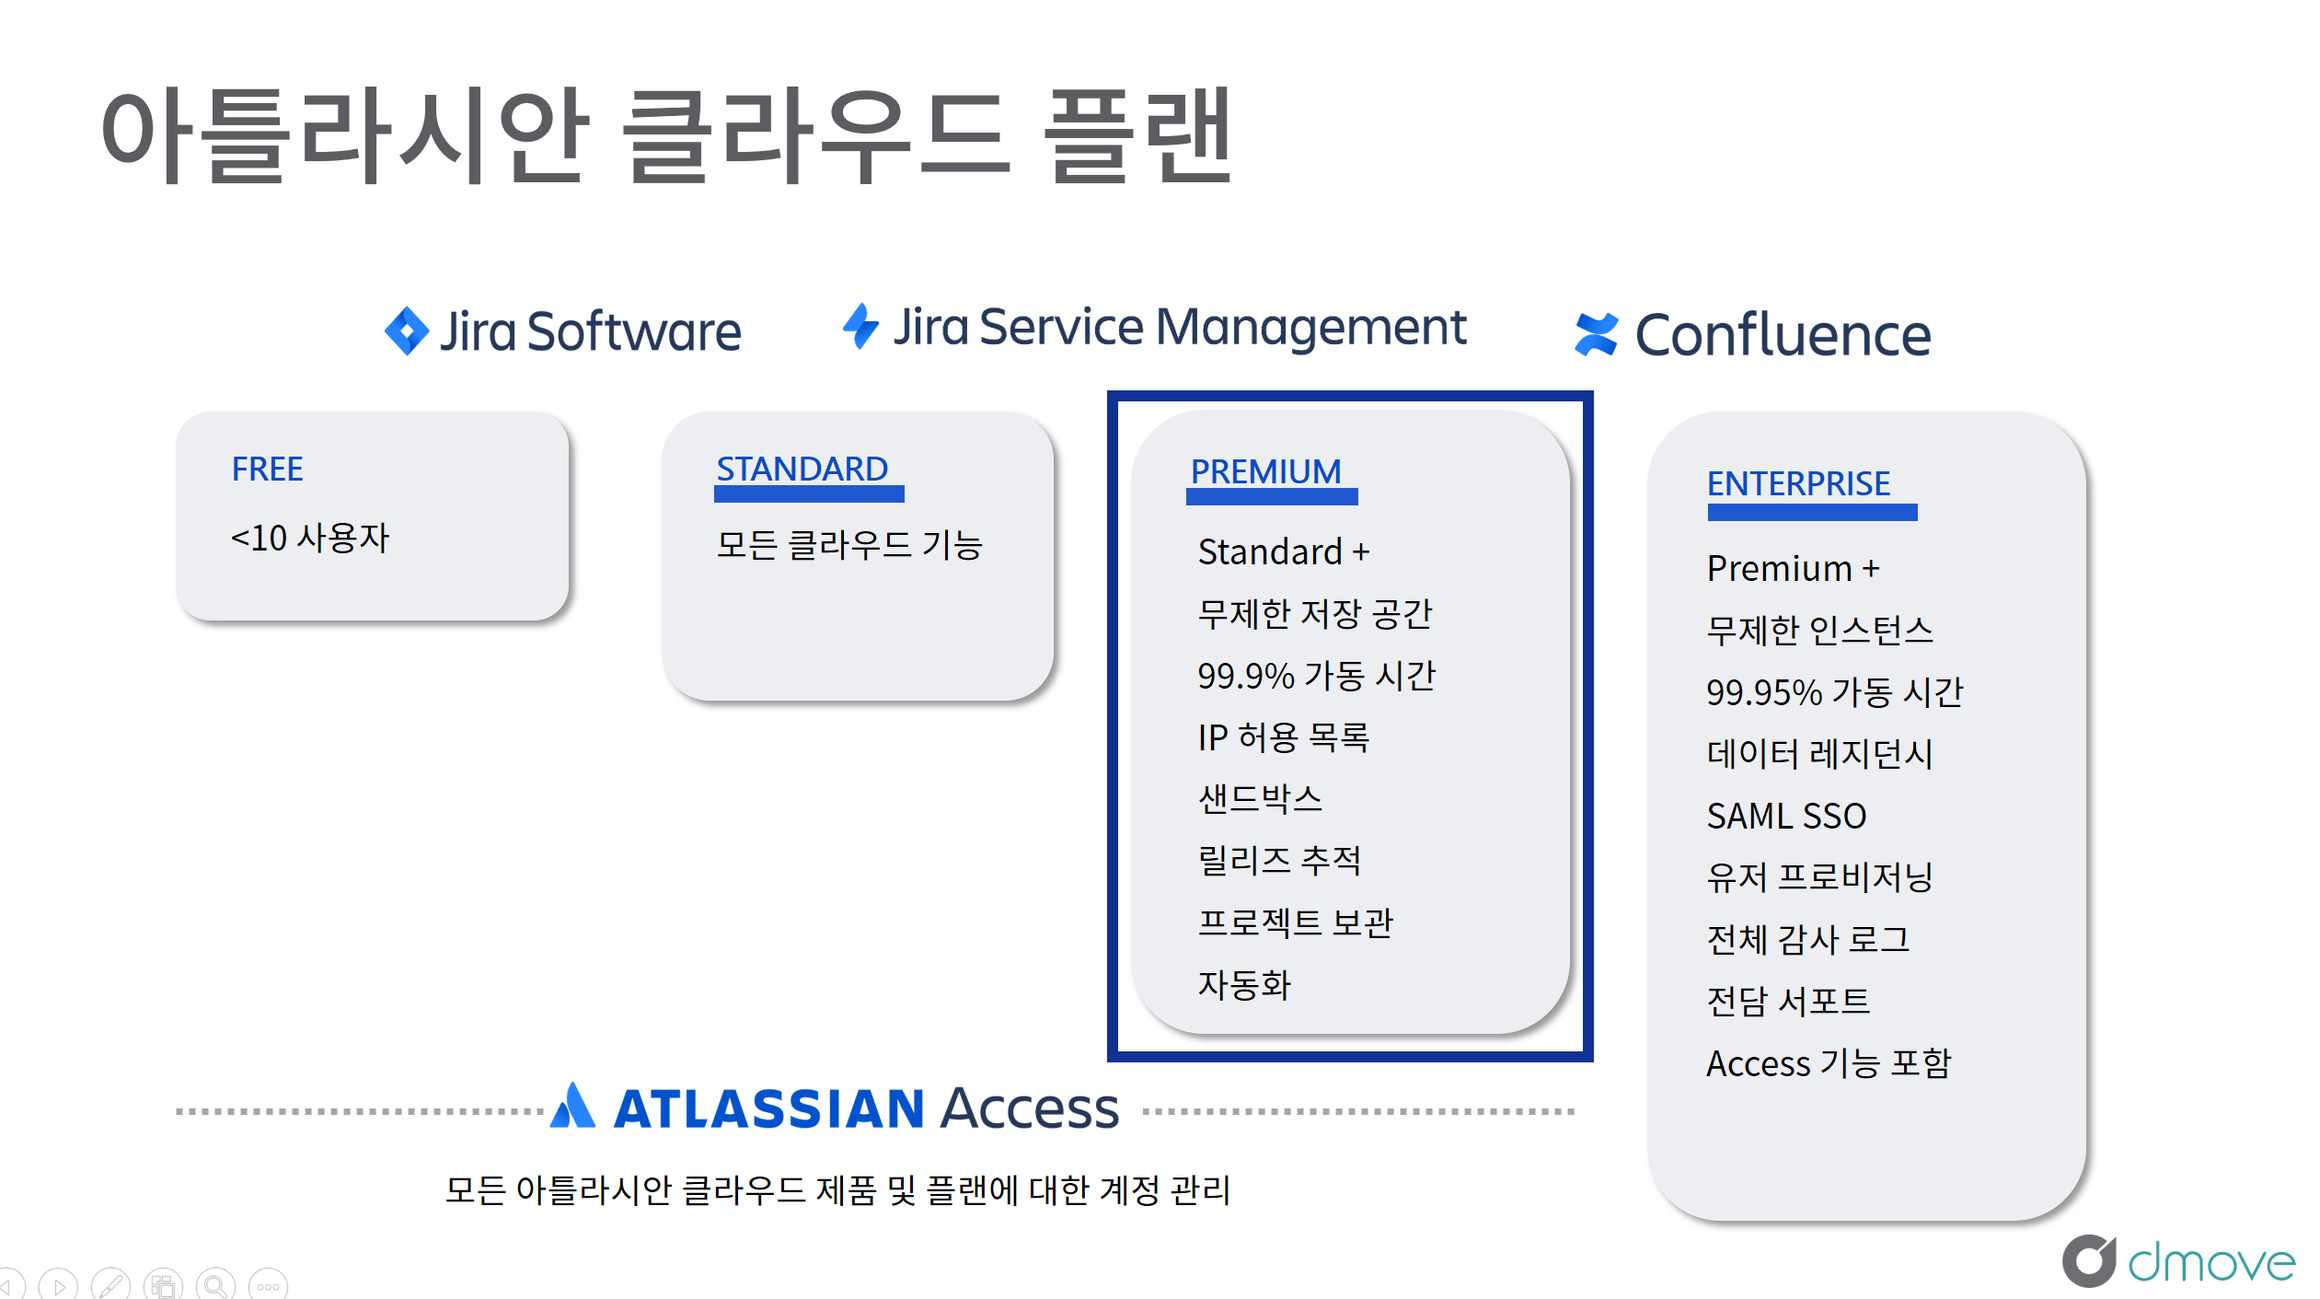 아틀라시안 클라우드 플랜
Jira Software
Jira Service Management
Confluence
FREE
<10 사용자
STANDARD
모든 클라우드 기능
PREMIUM
Standard +
무제한 저장 공간
99.9% 가동 시간
IP 허용 목록
샌드박스
릴리즈 추적
프로젝트 보관
자동화
ENTERPRISE
Premium +
무제한 인스턴스
99.95% 가동 시간
데이터 레지던시
SAML SSO
유저 프로비저닝
전체 감사 로그
전담 서포트
Access 기능 포함
ATLASSIAN Access
모든 아틀라시안 클라우드 제품 및 플랜에 대한 계정 관리
dmove